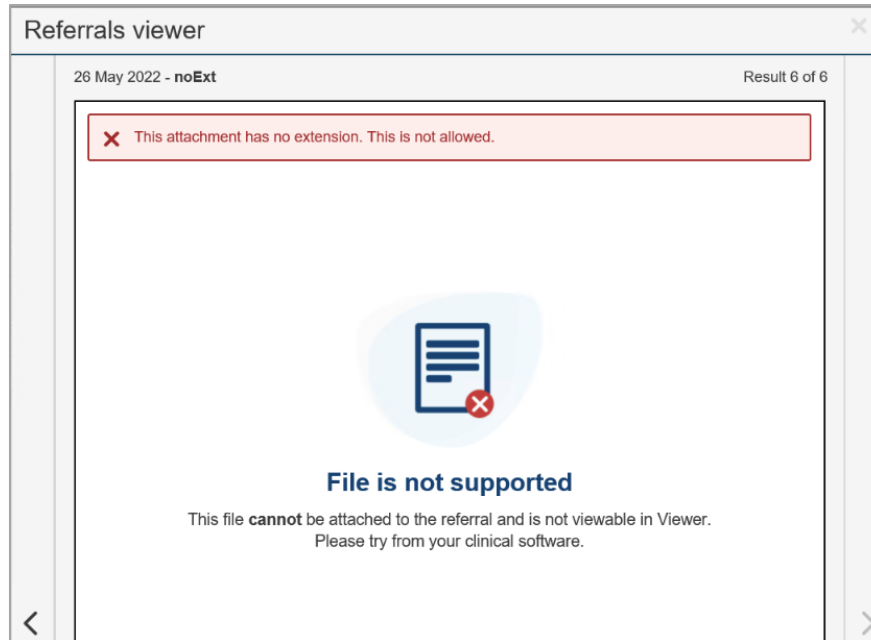 Referrals viewer
26 May 2022 - noExt
Result 6 of 6
This attachment has no extension. This is not allowed.
File is not supported
This file cannot be attached to the referral and is not viewable in Viewer.
Please try from your clinical software.